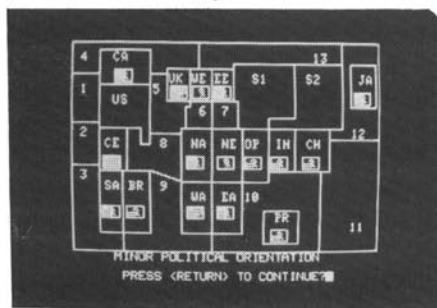 4 CA 13
UK WE EE S1 S2 JA
1 US 5
6 7
12
2 CE 8 NA NE OP IN CH
3 SA BR 9 WA EA 10
PR 11
MINOR POLITICAL ORIENTATION
PRESS <RETURN> TO CONTINUE?